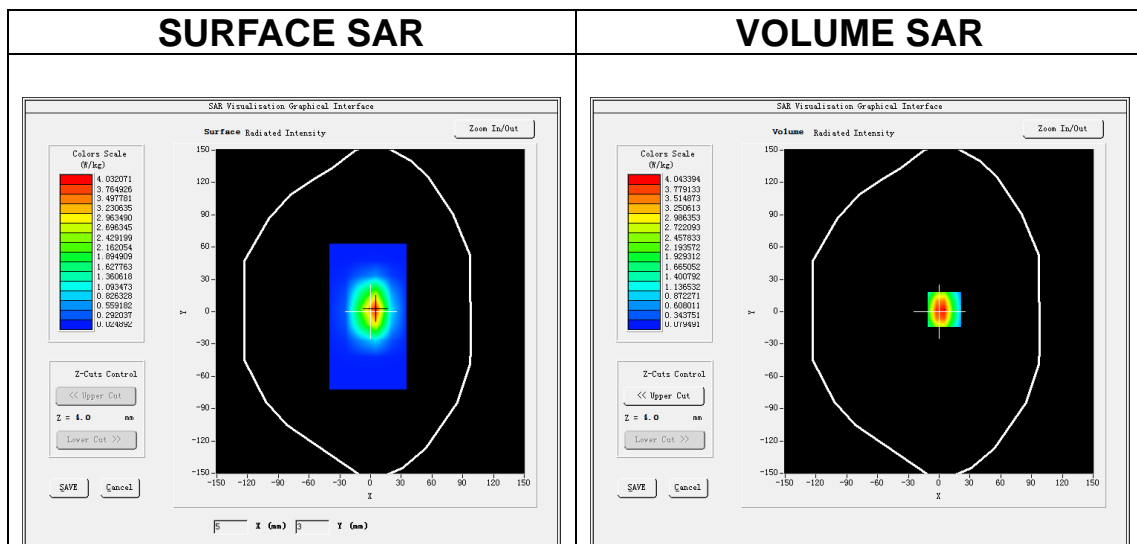 SURFACE SAR
VOLUME SAR
SAR Visualisation Graphical Interface
Surface Radiated Intensity
Zoom In/Out
Colors Scale
(W/kg)
4.032071
3.764926
3.497781
3.230635
2.963490
2.696345
2.429199
2.162054
1.894909
1.627763
1.360618
1.093473
0.826328
0.559182
0.292037
0.024892
150
120
90
60
30
0
-30
-60
-90
-120
-150
Y
-150 -120 -90 -60 -30 0 30 60 90 120 150
X
Z-Cuts Control
<< Upper Cut
Z = 4.0 mm
Lower Cut >>
SAVE Cancel
5 X (mm) 3 Y (mm)
SAR Visualisation Graphical Interface
Volume Radiated Intensity
Zoom In/Out
Colors Scale
(W/kg)
4.043394
3.779133
3.514873
3.250613
2.986353
2.722093
2.457833
2.193572
1.929312
1.665052
1.400792
1.136532
0.872271
0.608011
0.343751
0.079491
150
120
90
60
30
0
-30
-60
-90
-120
-150
Y
-150 -120 -90 -60 -30 0 30 60 90 120 150
X
Z-Cuts Control
<< Upper Cut
Z = 4.0 mm
Lower Cut >>
SAVE Cancel